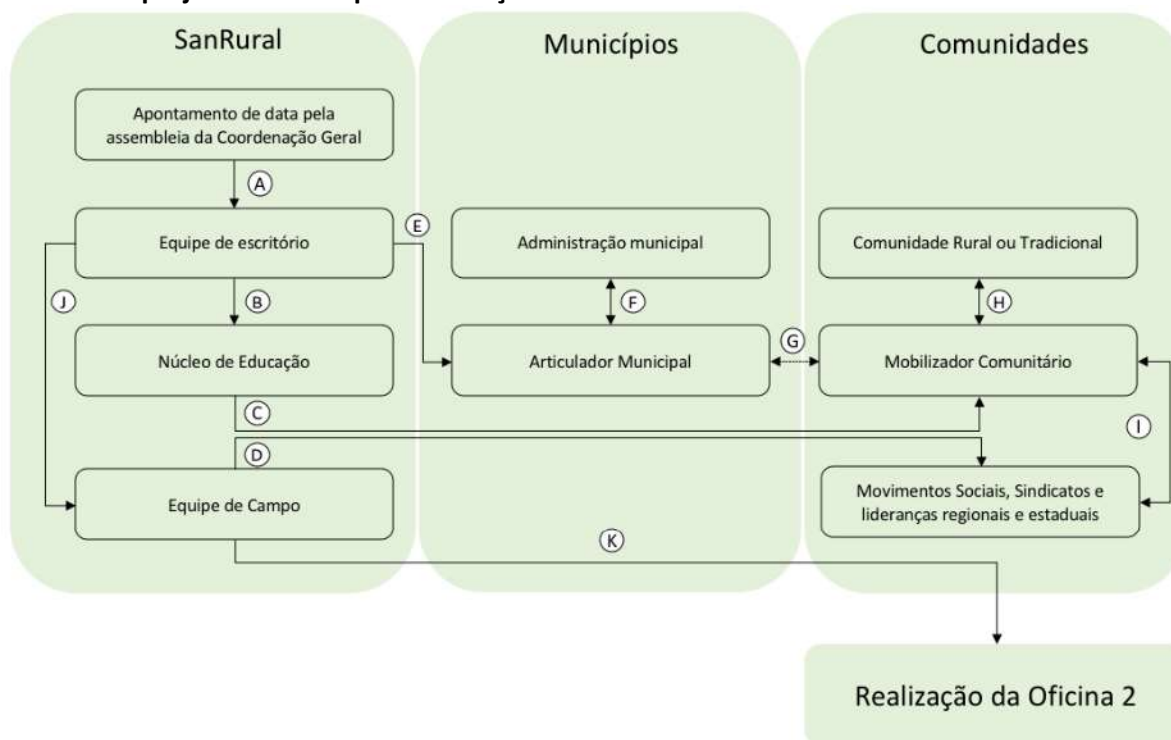 SanRural
Municípios
Comunidades
Apontamento de data pela
assembleia da Coordenação Geral
A
Equipe de escritório
E
Administração municipal
Comunidade Rural ou Tradicional
J
B
F
H
Núcleo de Educação
Articulador Municipal
G
Mobilizador Comunitário
C
I
D
Equipe de Campo
Movimentos Sociais, Sindicatos e
lideranças regionais e estaduais
K
Realização da Oficina 2